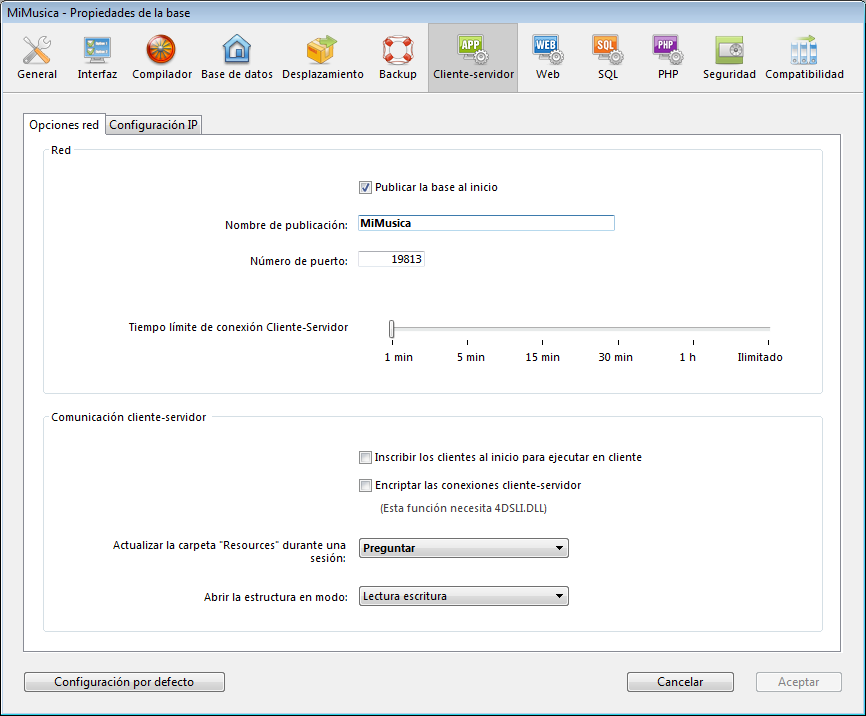 MiMusica - Propiedades de la base
APP
WEB
SQL
PHP
General
Interfaz
Compilador
Base de datos
Desplazamiento
Backup
Cliente-servidor
Web
SQL
PHP
Seguridad
Compatibilidad
Opciones red
Configuración IP
Red
Publicar la base al inicio
Nombre de publicación:
MiMusica
Número de puerto:
19813
Tiempo límite de conexión Cliente-Servidor
1 min
5 min
15 min
30 min
1 h
Ilimitado
Comunicación cliente-servidor
Inscribir los clientes al inicio para ejecutar en cliente
Encriptar las conexiones cliente-servidor
(Esta función necesita 4DSLI.DLL)
Actualizar la carpeta "Resources" durante una
sesión:
Preguntar
Abrir la estructura en modo:
Lectura escritura
Configuración por defecto
Cancelar
Aceptar